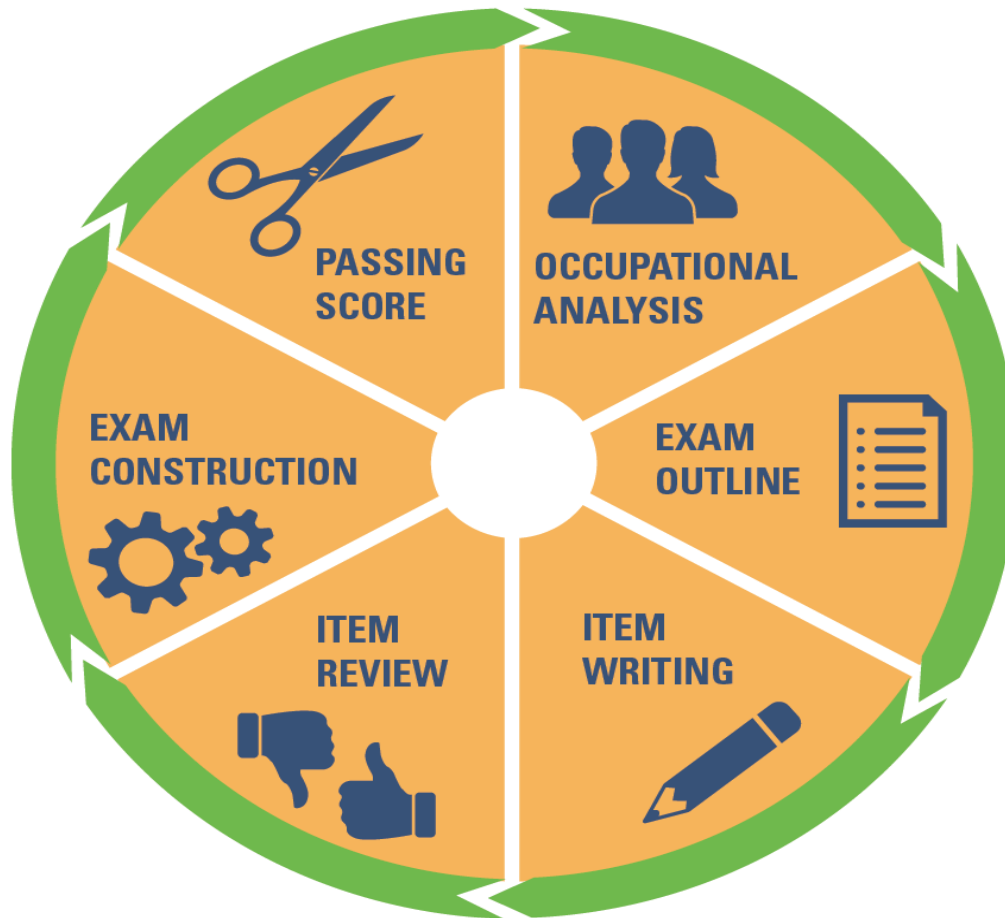 OCCUPATIONAL
ANALYSIS
EXAM
OUTLINE
ITEM
WRITING
ITEM
REVIEW
EXAM
CONSTRUCTION
PASSING
SCORE